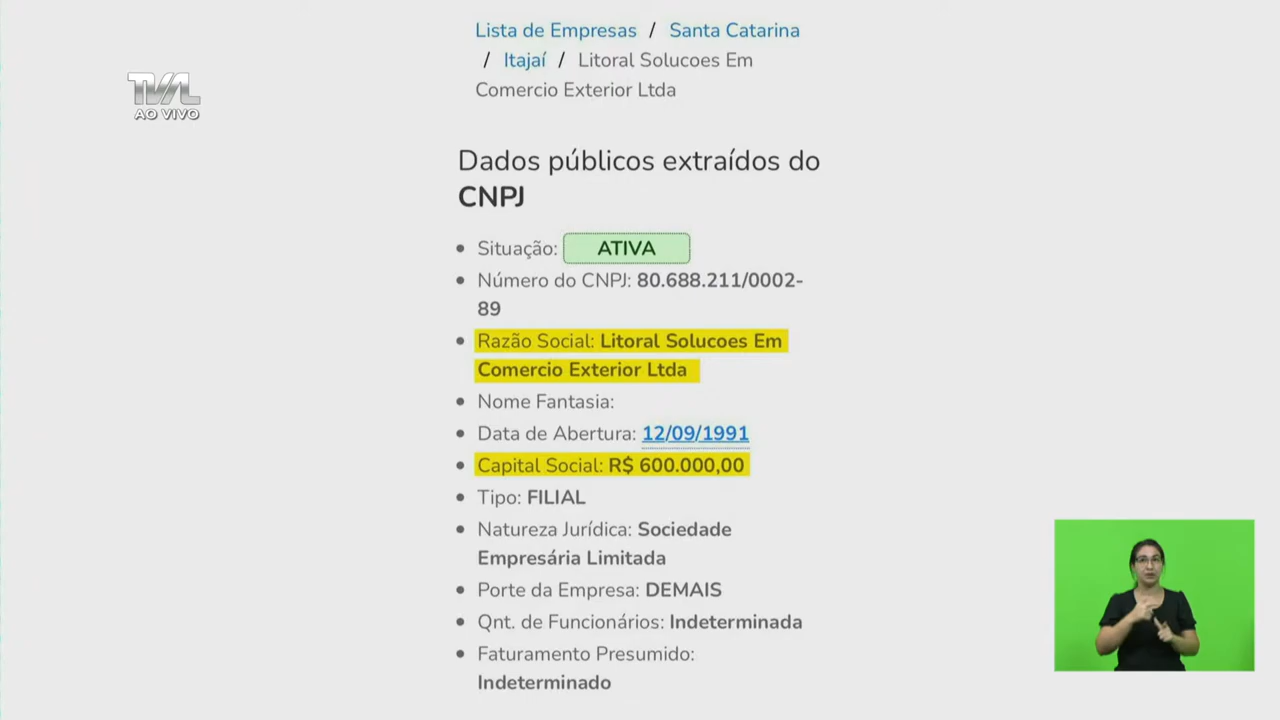 Lista de Empresas / Santa Catarina
/ Itajaí / Litoral Solucoes Em
Comercio Exterior Ltda
TVAL
AO VIVO
Dados públicos extraídos do
CNPJ
• Situação: ATIVA
• Número do CNPJ: 80.688.211/0002-
89
• Razão Social: Litoral Solucoes Em
Comercio Exterior Ltda
• Nome Fantasia:
• Data de Abertura: 12/09/1991
• Capital Social: R$ 600.000,00
• Tipo: FILIAL
• Natureza Jurídica: Sociedade
Empresária Limitada
• Porte da Empresa: DEMAIS
• Qnt. de Funcionários: Indeterminada
• Faturamento Presumido:
Indeterminado